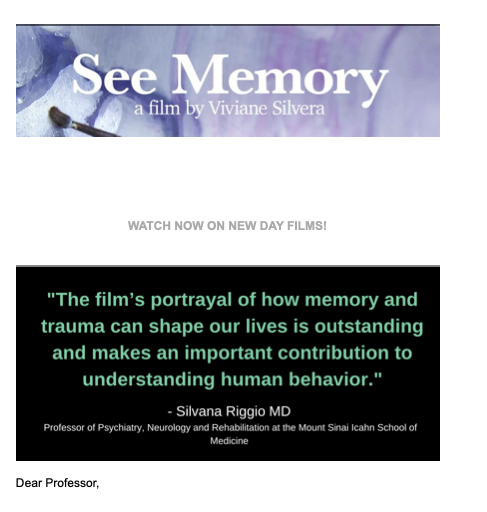 See Memory
a film by Viviane Silvera
WATCH NOW ON NEW DAY FILMS!
"The film’s portrayal of how memory and
trauma can shape our lives is outstanding
and makes an important contribution to
understanding human behavior."
- Silvana Riggio MD
Professor of Psychiatry, Neurology and Rehabilitation at the Mount Sinai Icahn School of
Medicine
Dear Professor,